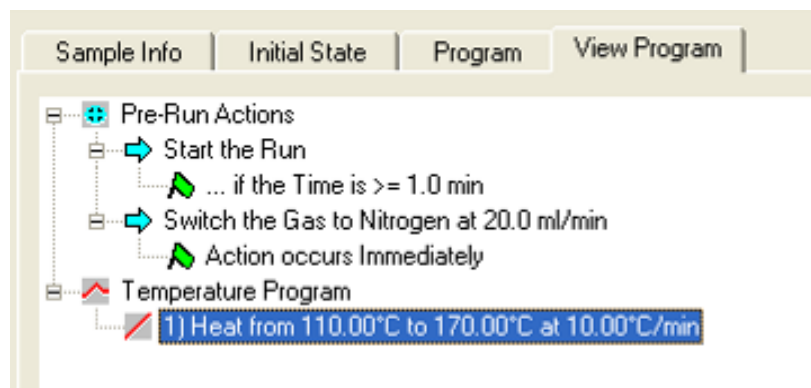 Sample Info Initial State Program View Program
Pre-Run Actions
Start the Run
... if the Time is >= 1.0 min
Switch the Gas to Nitrogen at 20.0 ml/min
Action occurs Immediately
Temperature Program
1) Heat from 110.00°C to 170.00°C at 10.00°C/min